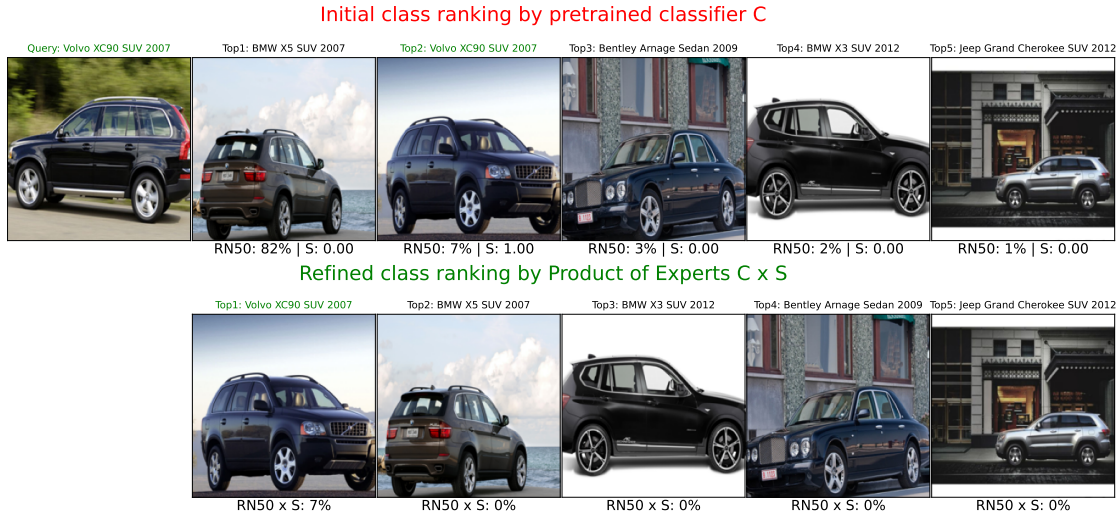 Initial class ranking by pretrained classifier C
Query: Volvo XC90 SUV 2007 Top1: BMW X5 SUV 2007 Top2: Volvo XC90 SUV 2007 Top3: Bentley Arnage Sedan 2009 Top4: BMW X3 SUV 2012 Top5: Jeep Grand Cherokee SUV 2012
RN50: 82% | S: 0.00 RN50: 7% | S: 1.00 RN50: 3% | S: 0.00 RN50: 2% | S: 0.00 RN50: 1% | S: 0.00
Refined class ranking by Product of Experts C x S
Top1: Volvo XC90 SUV 2007 Top2: BMW X5 SUV 2007 Top3: BMW X3 SUV 2012 Top4: Bentley Arnage Sedan 2009 Top5: Jeep Grand Cherokee SUV 2012
RN50 x S: 7% RN50 x S: 0% RN50 x S: 0% RN50 x S: 0% RN50 x S: 0%